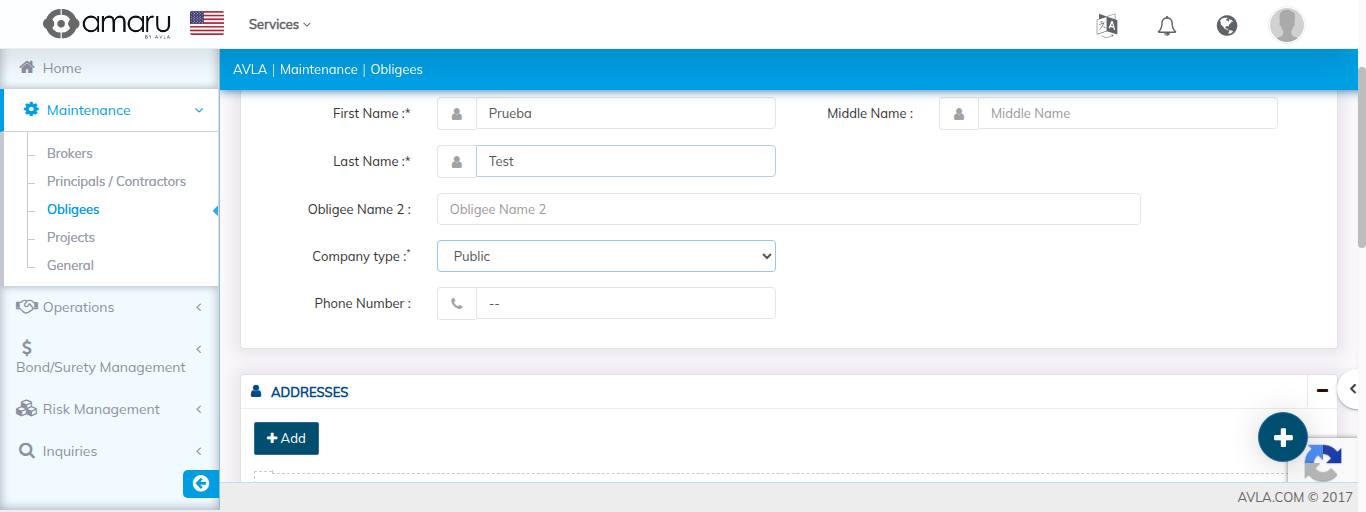 amaru
BY AVLA
Services
Home
AVLA | Maintenance | Obligees
Maintenance
Brokers
Principals / Contractors
Obligees
Projects
General
Operations
Bond/Surety Management
Risk Management
Inquiries
First Name :*
Prueba
Middle Name :
Middle Name
Last Name :*
Test
Obligee Name 2 :
Obligee Name 2
Company type :*
Public
Phone Number :
--
ADDRESSES
Add
AVLA.COM © 2017